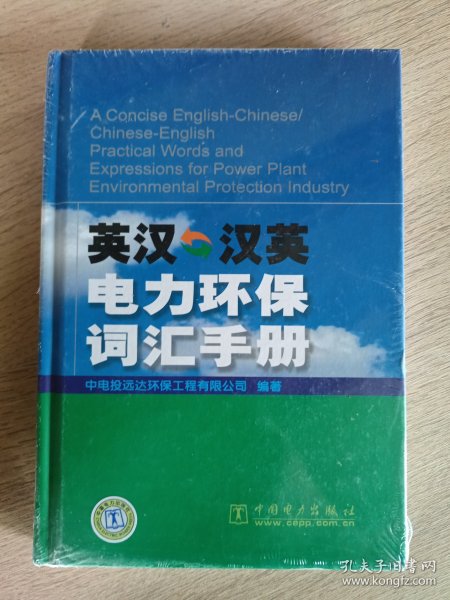 A Concise English-Chinese/
Chinese-English
Practical Words and
Expressions for Power Plant
Environmental Protection Industry
英汉 汉英
电力环保
词汇手册
中电投远达环保工程有限公司 编著
中国电力出版社
www.cepp.com.cn
孔夫子旧书网
www.kongfz.com